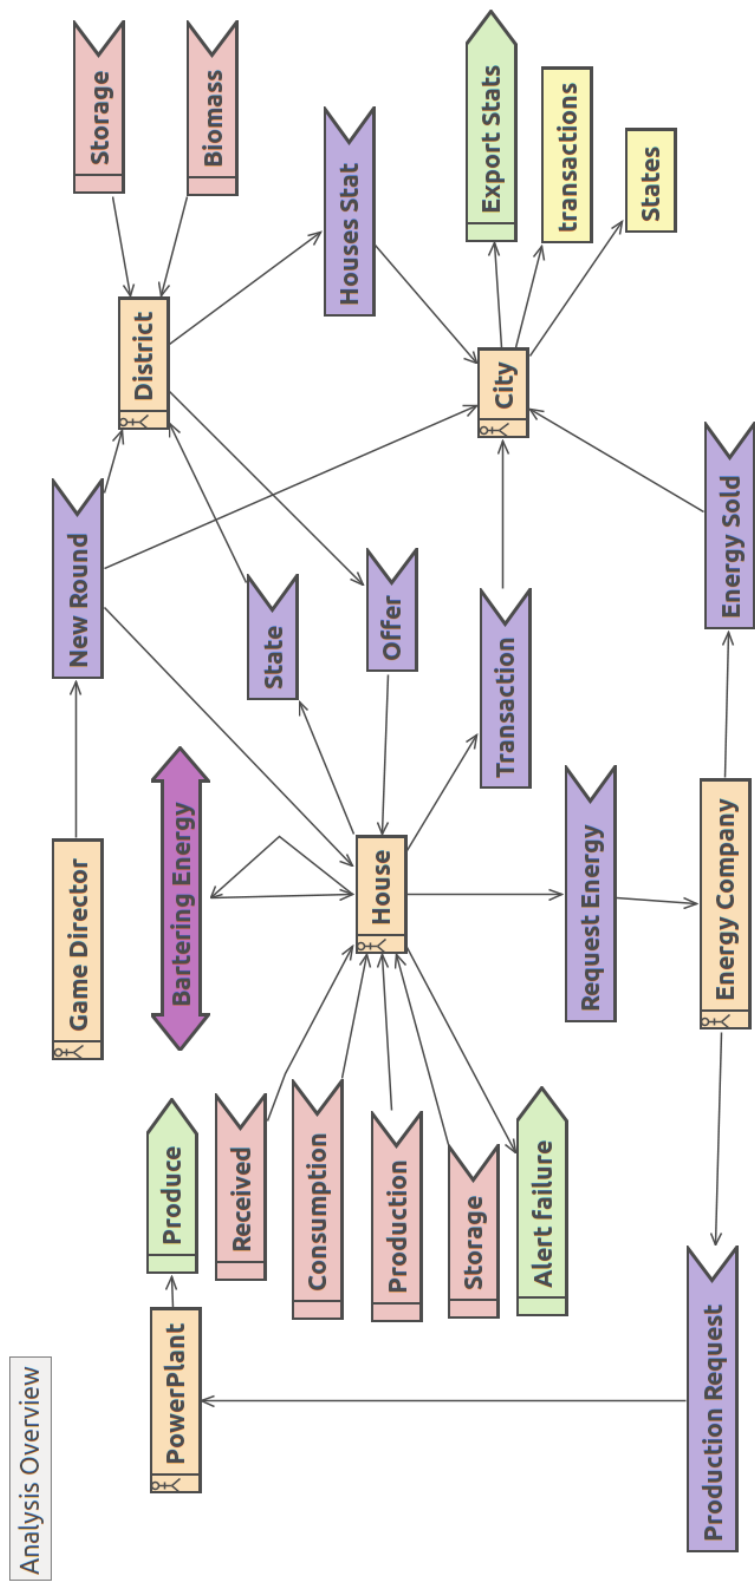 Analysis Overview
PowerPlant
Produce
Game Director
New Round
District
Storage
Biomass
Received
Bartering Energy
State
Houses Stat
Consumption
Production
House
Offer
Storage
Alert failure
Transaction
City
Export Stats
transactions
States
Request Energy
Production Request
Energy Company
Energy Sold